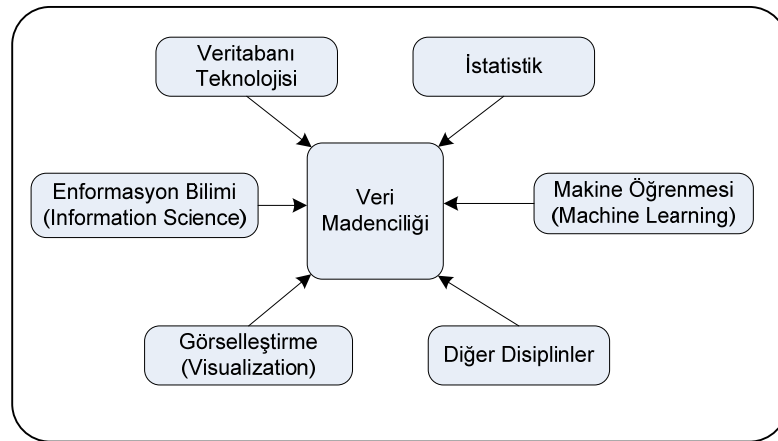 Veritabanı
Teknolojisi
İstatistik
Enformasyon Bilimi
(Information Science)
Veri
Madenciliği
Makine Öğrenmesi
(Machine Learning)
Görselleştirme
(Visualization)
Diğer Disiplinler